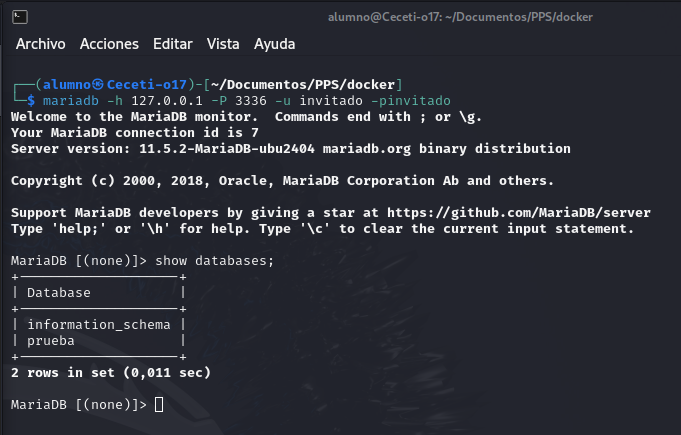 alumno@Ceceti-o17: ~/Documentos/PPS/docker
Archivo Acciones Editar Vista Ayuda
┌──(alumno㉿Ceceti-o17)-[~/Documentos/PPS/docker]
└─$ mariadb -h 127.0.0.1 -P 3336 -u invitado -pinvitado
Welcome to the MariaDB monitor.  Commands end with ; or \g.
Your MariaDB connection id is 7
Server version: 11.5.2-MariaDB-ubu2404 mariadb.org binary distribution
Copyright (c) 2000, 2018, Oracle, MariaDB Corporation Ab and others.
Support MariaDB developers by giving a star at https://github.com/MariaDB/server
Type 'help;' or '\h' for help. Type '\c' to clear the current input statement.
MariaDB [(none)]> show databases;
+--------------------+
| Database           |
+--------------------+
| information_schema |
| prueba             |
+--------------------+
2 rows in set (0,011 sec)
MariaDB [(none)]>